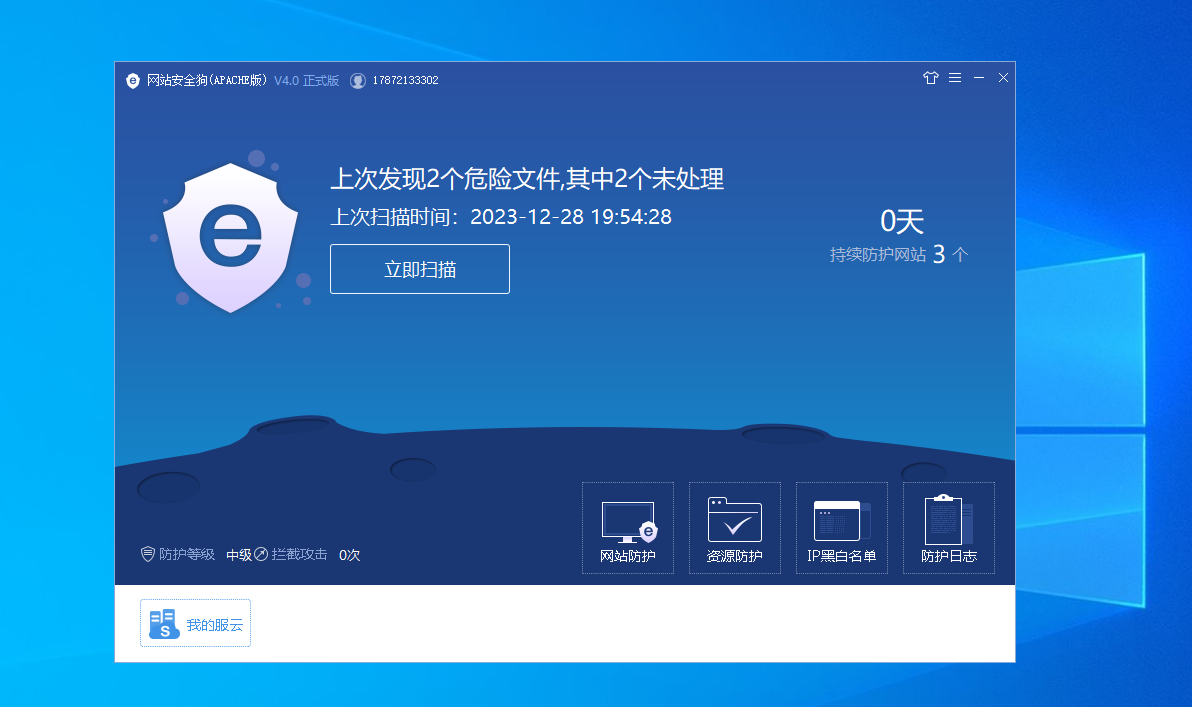 网站安全狗(APACHE版) V4.0 正式版 17872133302
上次发现2个危险文件,其中2个未处理
上次扫描时间：2023-12-28 19:54:28
立即扫描
0天
持续防护网站 3 个
防护等级 中级 拦截攻击 0次
网站防护 资源防护 IP黑白名单 防护日志
我的服云